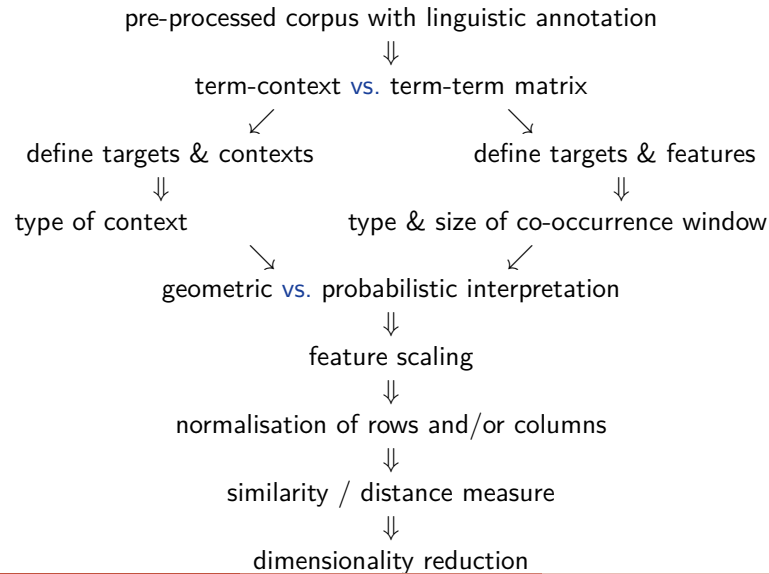 pre-processed corpus with linguistic annotation
⇓
term-context vs. term-term matrix
↙ ↘
define targets & contexts define targets & features
⇓ ⇓
type of context type & size of co-occurrence window
↘ ↙
geometric vs. probabilistic interpretation
⇓
feature scaling
⇓
normalisation of rows and/or columns
⇓
similarity / distance measure
⇓
dimensionality reduction